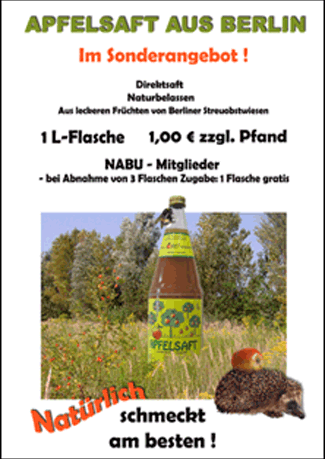 APFELSAFT AUS BERLIN
Im Sonderangebot !
Direktsaft
Naturbelassen
Aus leckeren Früchten von Berliner Streuobstwiesen
1 L-Flasche 1,00 € zzgl. Pfand
NABU - Mitglieder
- bei Abnahme von 3 Flaschen Zugabe: 1 Flasche gratis
APFELSAFT
Natürlich
schmeckt
am besten !